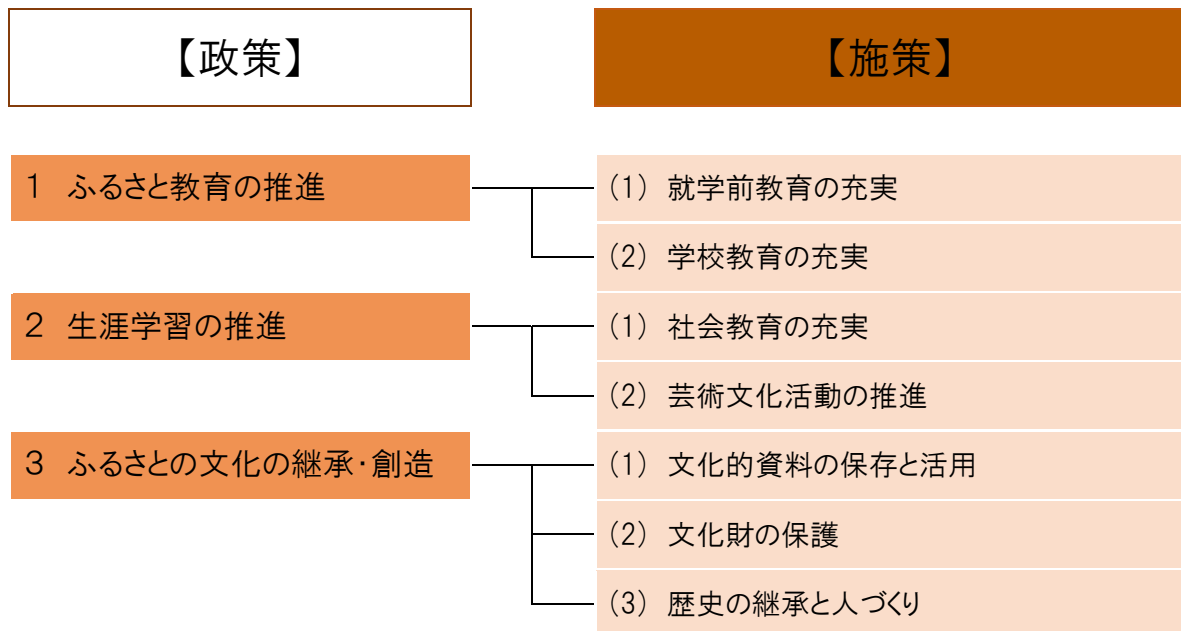 【政策】
【施策】
1 ふるさと教育の推進
(1) 就学前教育の充実
(2) 学校教育の充実
2 生涯学習の推進
(1) 社会教育の充実
(2) 芸術文化活動の推進
3 ふるさとの文化の継承・創造
(1) 文化的資料の保存と活用
(2) 文化財の保護
(3) 歴史の継承と人づくり